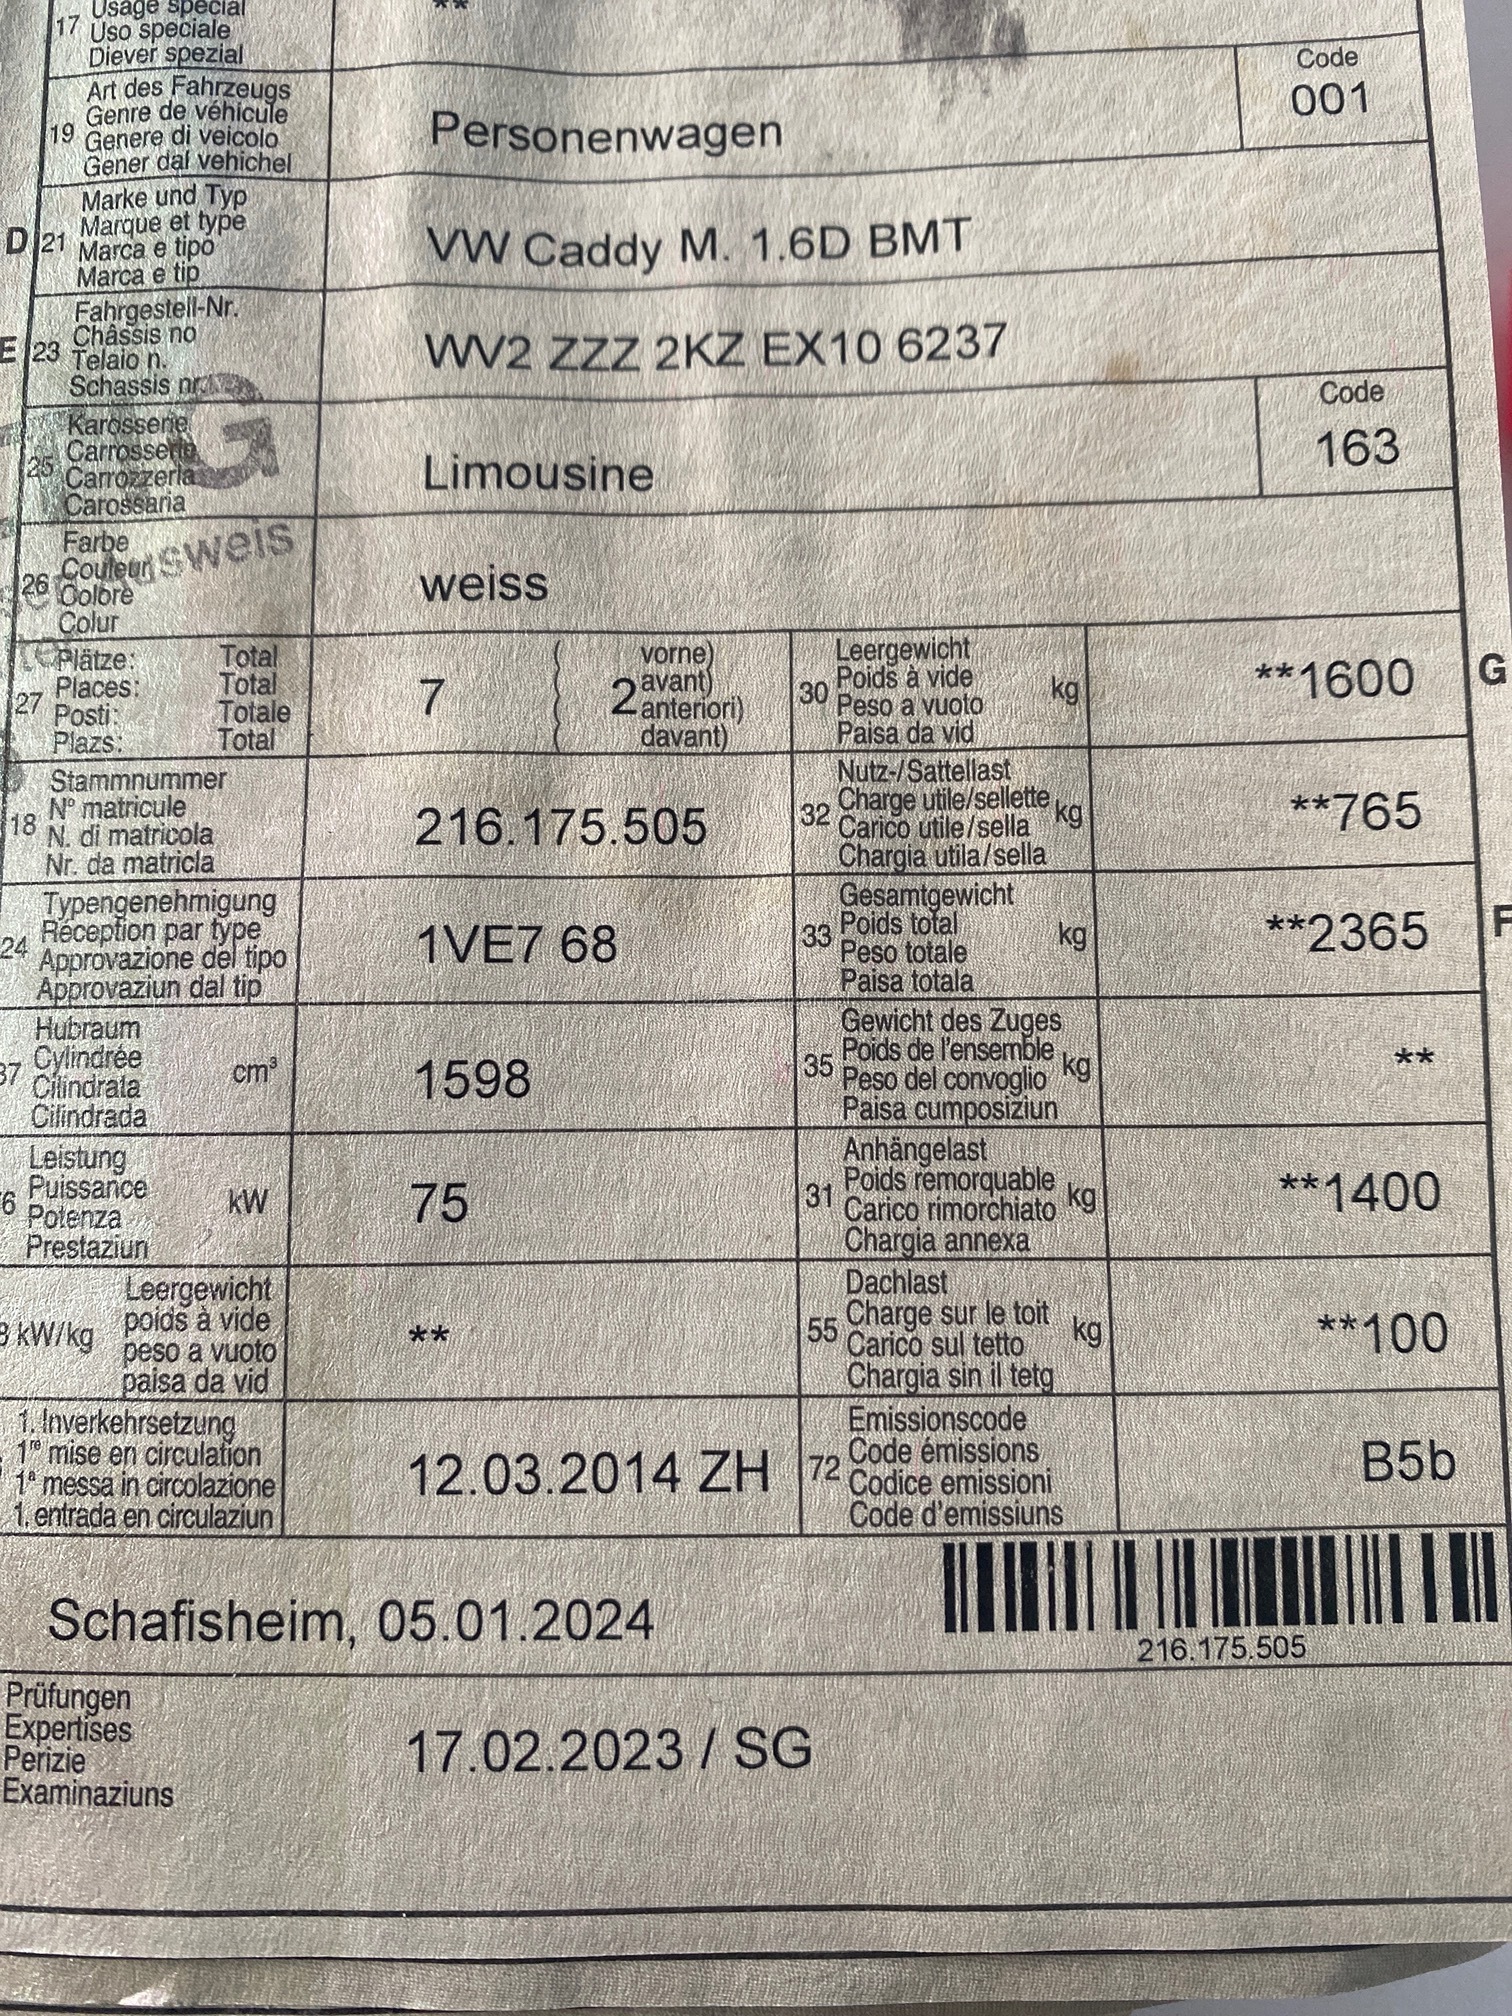 Usage spécial
17 Uso speciale
Diever spezial
**
Art des Fahrzeugs
Genre de véhicule
19 Genere di veicolo
Gener dal vehichel
Personenwagen
Code
001
Marke und Typ
Marque et type
D 21 Marca e tipo
Marca e tip
VW Caddy M. 1.6D BMT
Fahrgestell-Nr.
Châssis no
E 23 Telaio n.
Schassis nr.
WV2 ZZZ 2KZ EX10 6237
G
Karosserie
Carrosserie
25 Carrozzeria
Carossaria
Limousine
Code
163
Farbe
Couleur
26 Colore
Colur
weiss
Plätze: Total
27 Places: Total
Posti: Totale
Plazs: Total
7
2
vorne)
avant)
anteriori)
davant)
Leergewicht
30 Poids à vide kg
Peso a vuoto
Paisa da vid
**1600 G
Stammnummer
18 N° matricule
N. di matricola
Nr. da matricla
216.175.505
Nutz-/Sattellast
32 Charge utile/sellette kg
Carico utile/sella
Chargia utila/sella
**765
Typengenehmigung
24 Réception par type
Approvazione del tipo
Approvaziun dal tip
1VE7 68
Gesamtgewicht
33 Poids total kg
Peso totale
Paisa totala
**2365 F
Hubraum
37 Cylindrée cm³
Cilindrata
Cilindrada
1598
Gewicht des Zuges
35 Poids de l'ensemble kg
Peso del convoglio
Paisa cumposiziun
**
Leistung
6 Puissance kW
Potenza
Prestaziun
75
Anhängelast
31 Poids remorquable kg
Carico rimorchiato
Chargia annexa
**1400
Leergewicht
8 kW/kg poids à vide
peso a vuoto
paisa da vid
**
Dachlast
55 Charge sur le toit kg
Carico sul tetto
Chargia sin il tetg
**100
1. Inverkehrsetzung
1re mise en circulation
1a messa in circolazione
1. entrada en circulaziun
12.03.2014 ZH
Emissionscode
72 Code émissions
Codice emissioni
Code d'emissiuns
B5b
Schafisheim, 05.01.2024
216.175.505
Prüfungen
Expertises
Perizie
Examinaziuns
17.02.2023 / SG